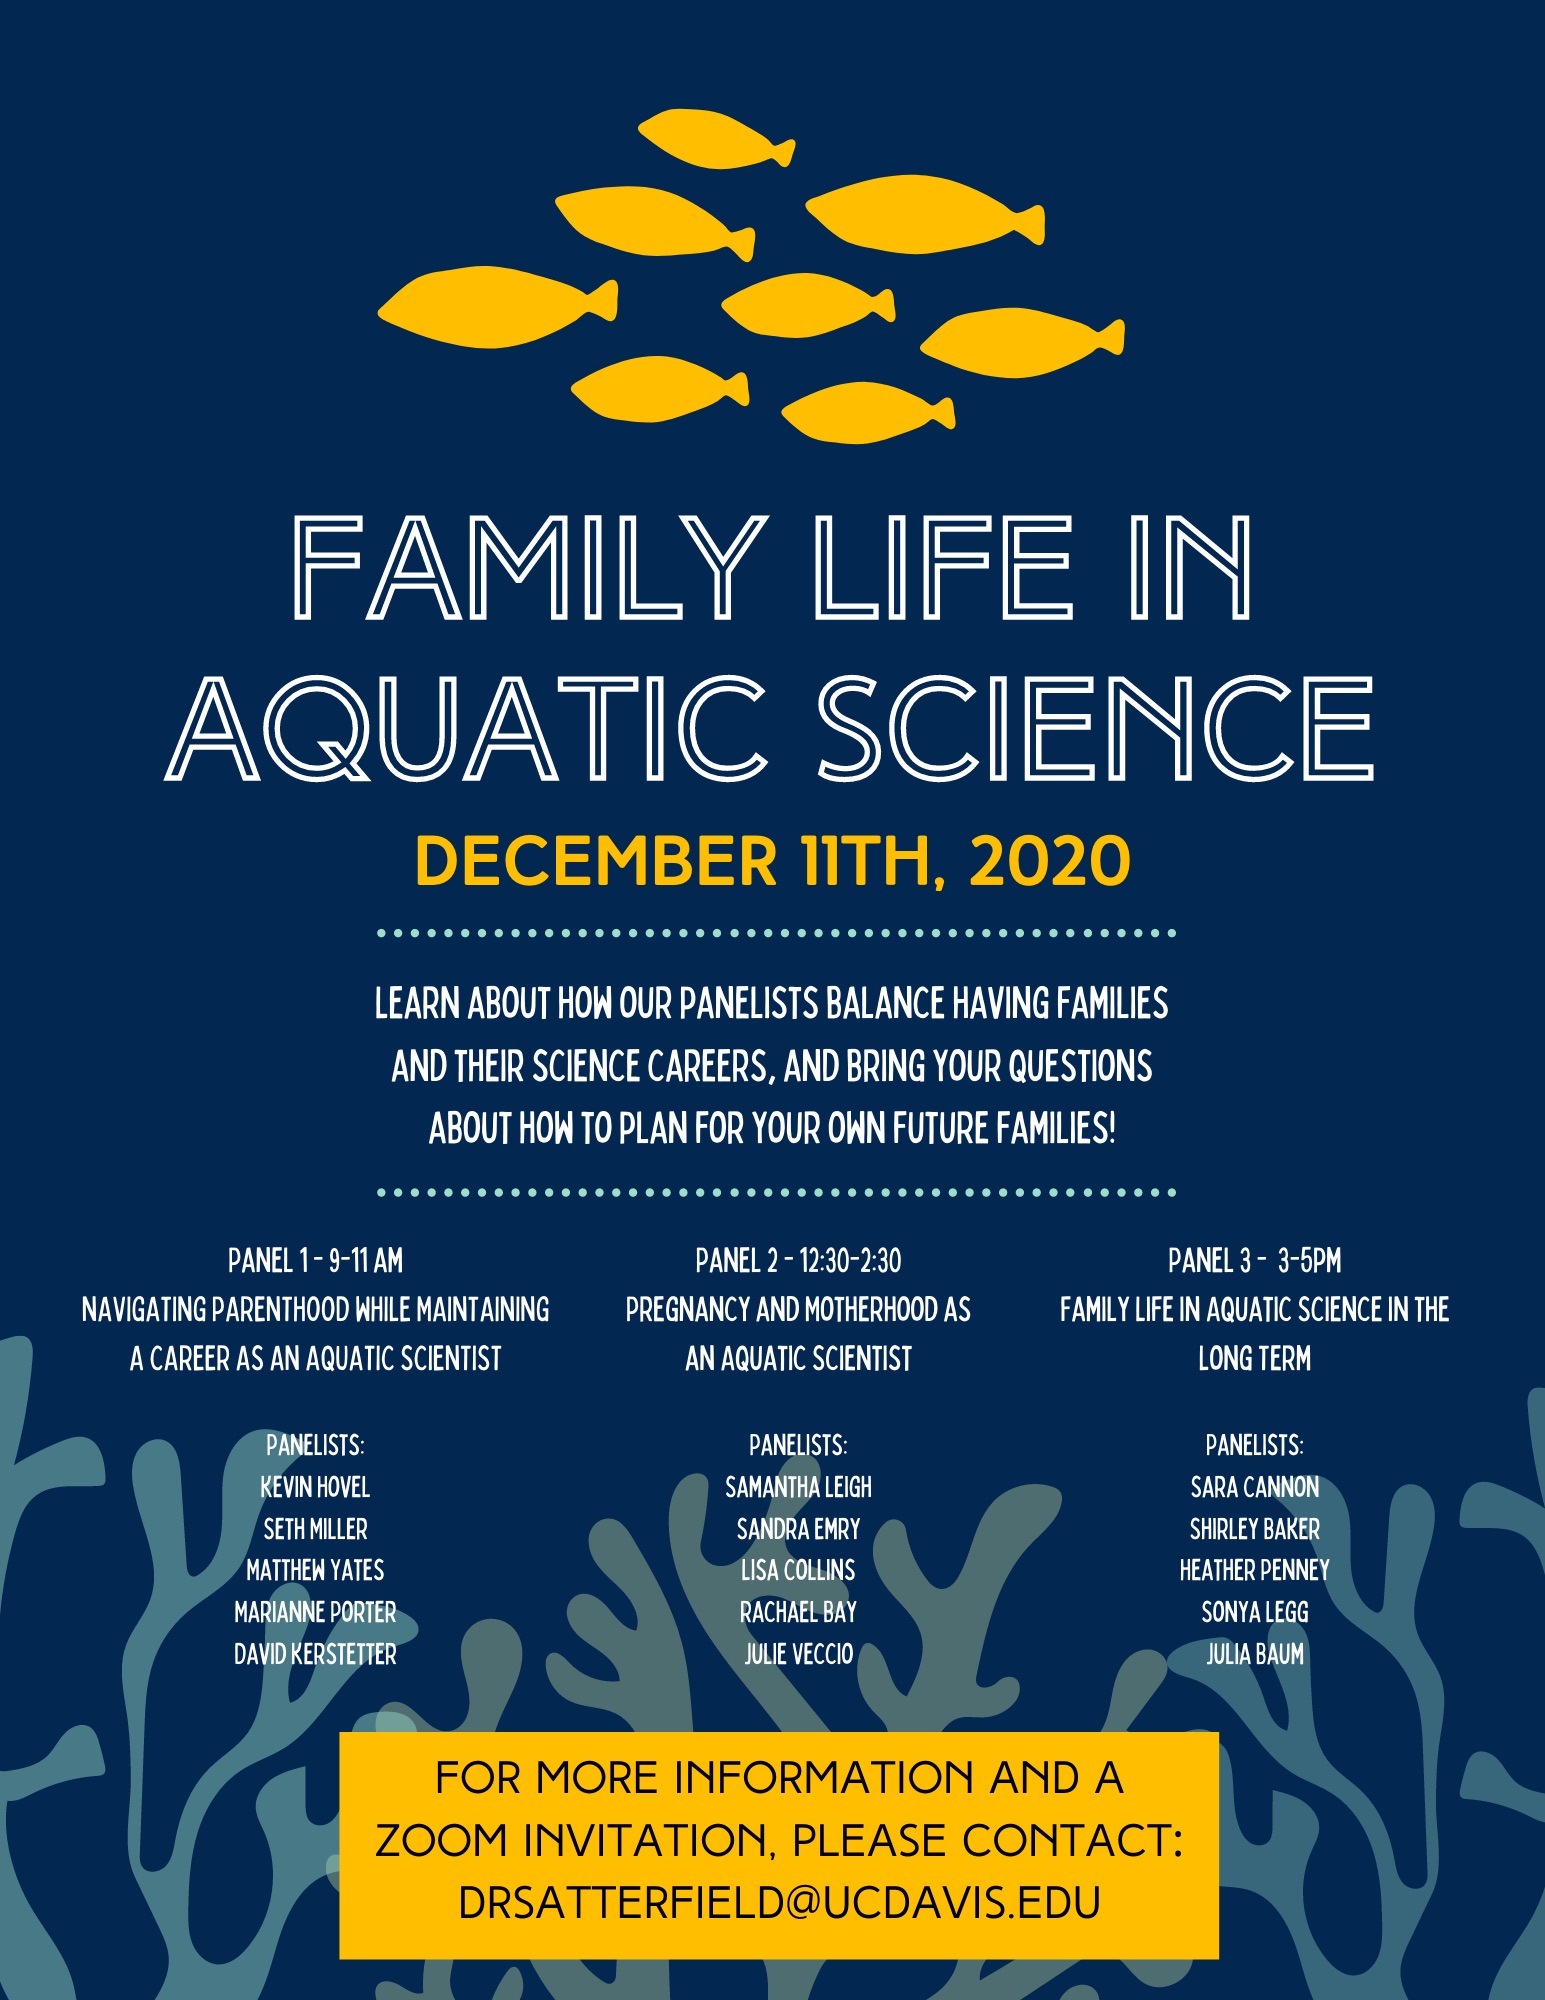 FAMILY LIFE IN
AQUATIC SCIENCE
DECEMBER 11TH, 2020
LEARN ABOUT HOW OUR PANELISTS BALANCE HAVING FAMILIES
AND THEIR SCIENCE CAREERS, AND BRING YOUR QUESTIONS
ABOUT HOW TO PLAN FOR YOUR OWN FUTURE FAMILIES!
PANEL 1 - 9-11 AM
NAVIGATING PARENTHOOD WHILE MAINTAINING
A CAREER AS AN AQUATIC SCIENTIST
PANELISTS:
KEVIN HOVEL
SETH MILLER
MATTHEW YATES
MARIANNE PORTER
DAVID KERSTETTER
PANEL 2 - 12:30-2:30
PREGNANCY AND MOTHERHOOD AS
AN AQUATIC SCIENTIST
PANELISTS:
SAMANTHA LEIGH
SANDRA EMRY
LISA COLLINS
RACHAEL BAY
JULIE VECCIO
PANEL 3 - 3-5PM
FAMILY LIFE IN AQUATIC SCIENCE IN THE
LONG TERM
PANELISTS:
SARA CANNON
SHIRLEY BAKER
HEATHER PENNEY
SONYA LEGG
JULIA BAUM
FOR MORE INFORMATION AND A
ZOOM INVITATION, PLEASE CONTACT:
DRSATTERFIELD@UCDAVIS.EDU